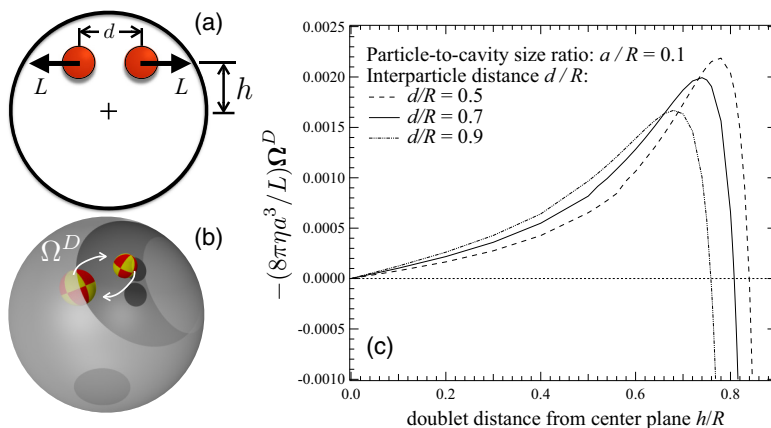 (a)
d
L
L
h
+
(b)
Ω^D
Particle-to-cavity size ratio: a / R = 0.1
Interparticle distance d / R:
d/R = 0.5
d/R = 0.7
d/R = 0.9
−(8πηa³/L)Ω^D
0.0025
0.0020
0.0015
0.0010
0.0005
0.0000
-0.0005
-0.0010
(c)
0.0 0.2 0.4 0.6 0.8
doublet distance from center plane h/R